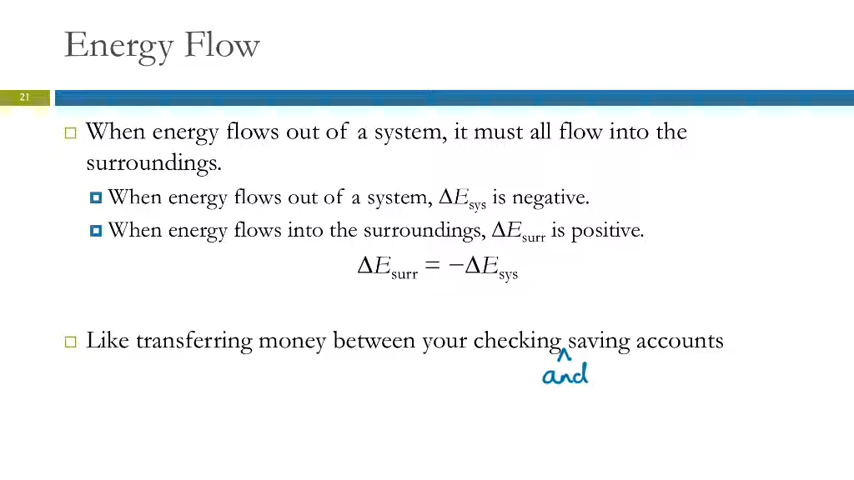 Energy Flow
21
When energy flows out of a system, it must all flow into the
surroundings.
When energy flows out of a system, ΔEsys is negative.
When energy flows into the surroundings, ΔEsurr is positive.
ΔEsurr = −ΔEsys
Like transferring money between your checking ^ saving accounts
and